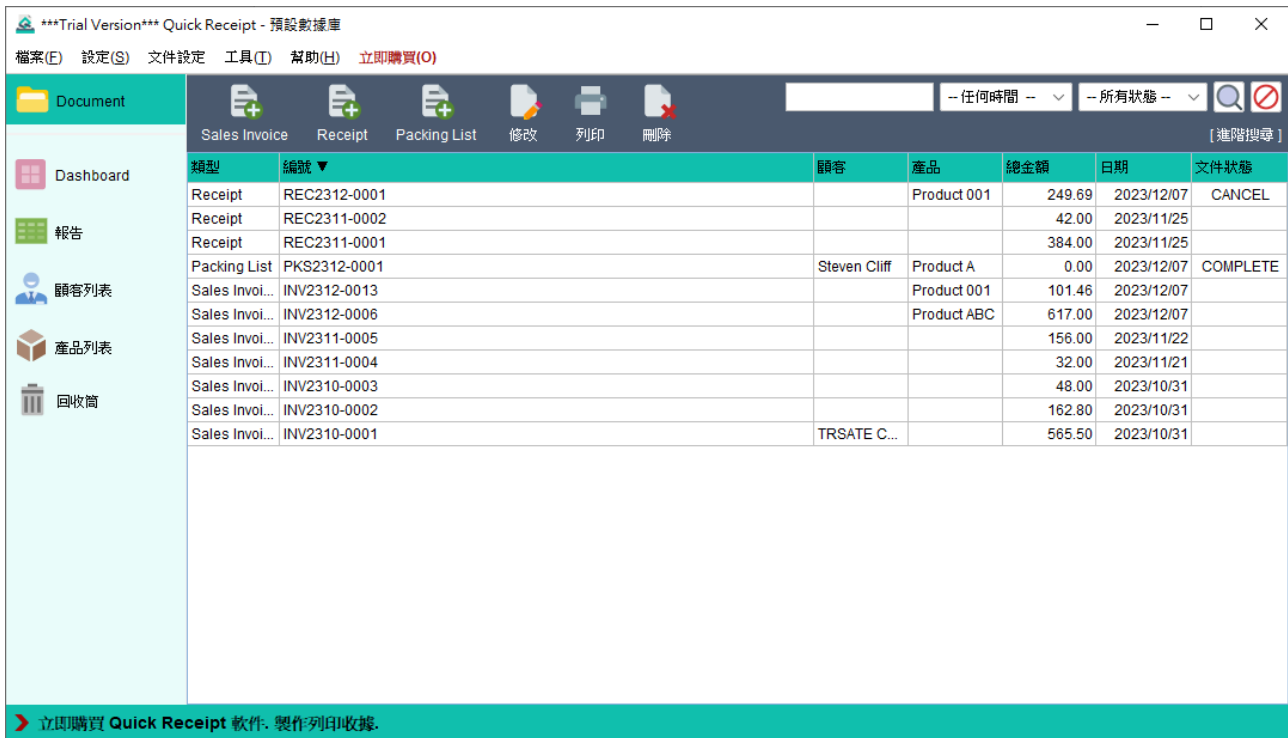 ***Trial Version*** Quick Receipt - 預設數據庫
檔案(F) 設定(S) 文件設定 工具(T) 幫助(H) 立即購買(O)
Document
Sales Invoice Receipt Packing List 修改 列印 刪除
-- 任何時間 -- -- 所有狀態 --
[ 進階搜尋 ]
Dashboard
報告
顧客列表
產品列表
回收筒
類型 編號 ▼ 顧客 產品 總金額 日期 文件狀態
Receipt REC2312-0001 Product 001 249.69 2023/12/07 CANCEL
Receipt REC2311-0002 42.00 2023/11/25
Receipt REC2311-0001 384.00 2023/11/25
Packing List PKS2312-0001 Steven Cliff Product A 0.00 2023/12/07 COMPLETE
Sales Invoi... INV2312-0013 Product 001 101.46 2023/12/07
Sales Invoi... INV2312-0006 Product ABC 617.00 2023/12/07
Sales Invoi... INV2311-0005 156.00 2023/11/22
Sales Invoi... INV2311-0004 32.00 2023/11/21
Sales Invoi... INV2310-0003 48.00 2023/10/31
Sales Invoi... INV2310-0002 162.80 2023/10/31
Sales Invoi... INV2310-0001 TRSATE C... 565.50 2023/10/31
立即購買 Quick Receipt 軟件. 製作列印收據.